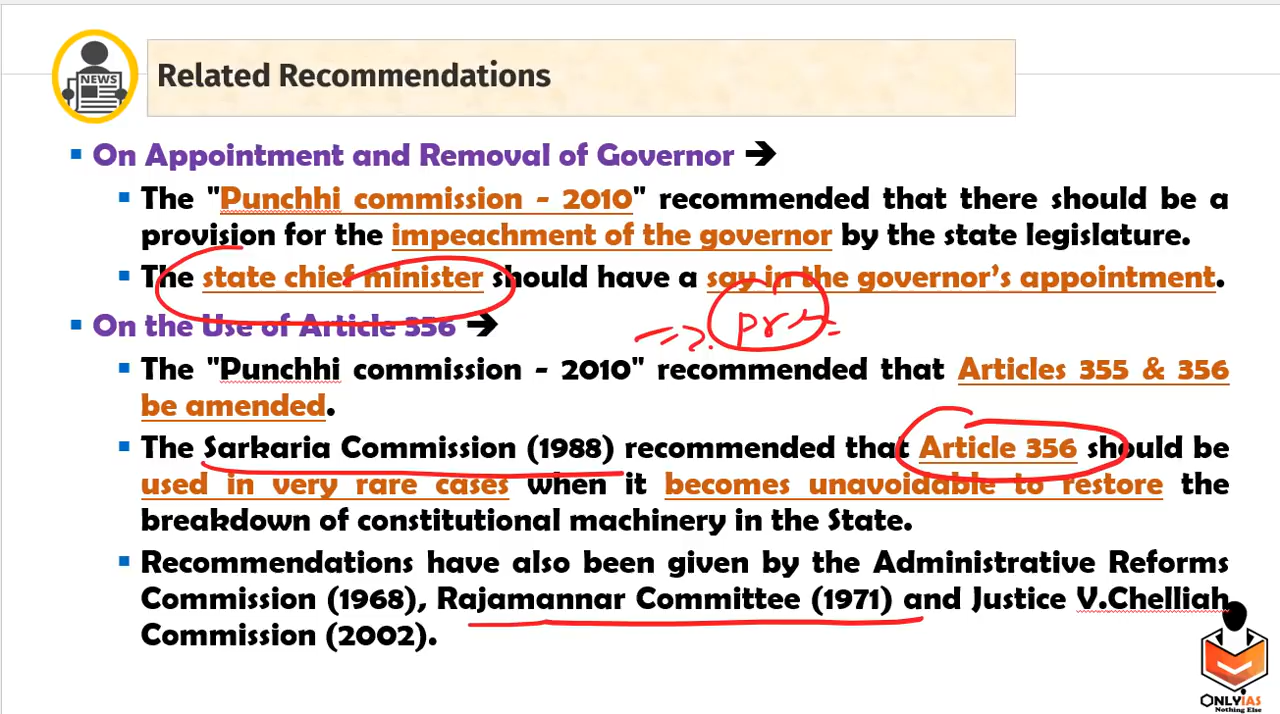 NEWS
Related Recommendations
On Appointment and Removal of Governor
The "Punchhi commission - 2010" recommended that there should be a
provision for the impeachment of the governor by the state legislature.
The state chief minister should have a say in the governor's appointment.
On the Use of Article 356
The "Punchhi commission - 2010" recommended that Articles 355 & 356
be amended.
The Sarkaria Commission (1988) recommended that Article 356 should be
used in very rare cases when it becomes unavoidable to restore the
breakdown of constitutional machinery in the State.
Recommendations have also been given by the Administrative Reforms
Commission (1968), Rajamannar Committee (1971) and Justice V.Chelliah
Commission (2002).
ONLYIAS
Nothing Else